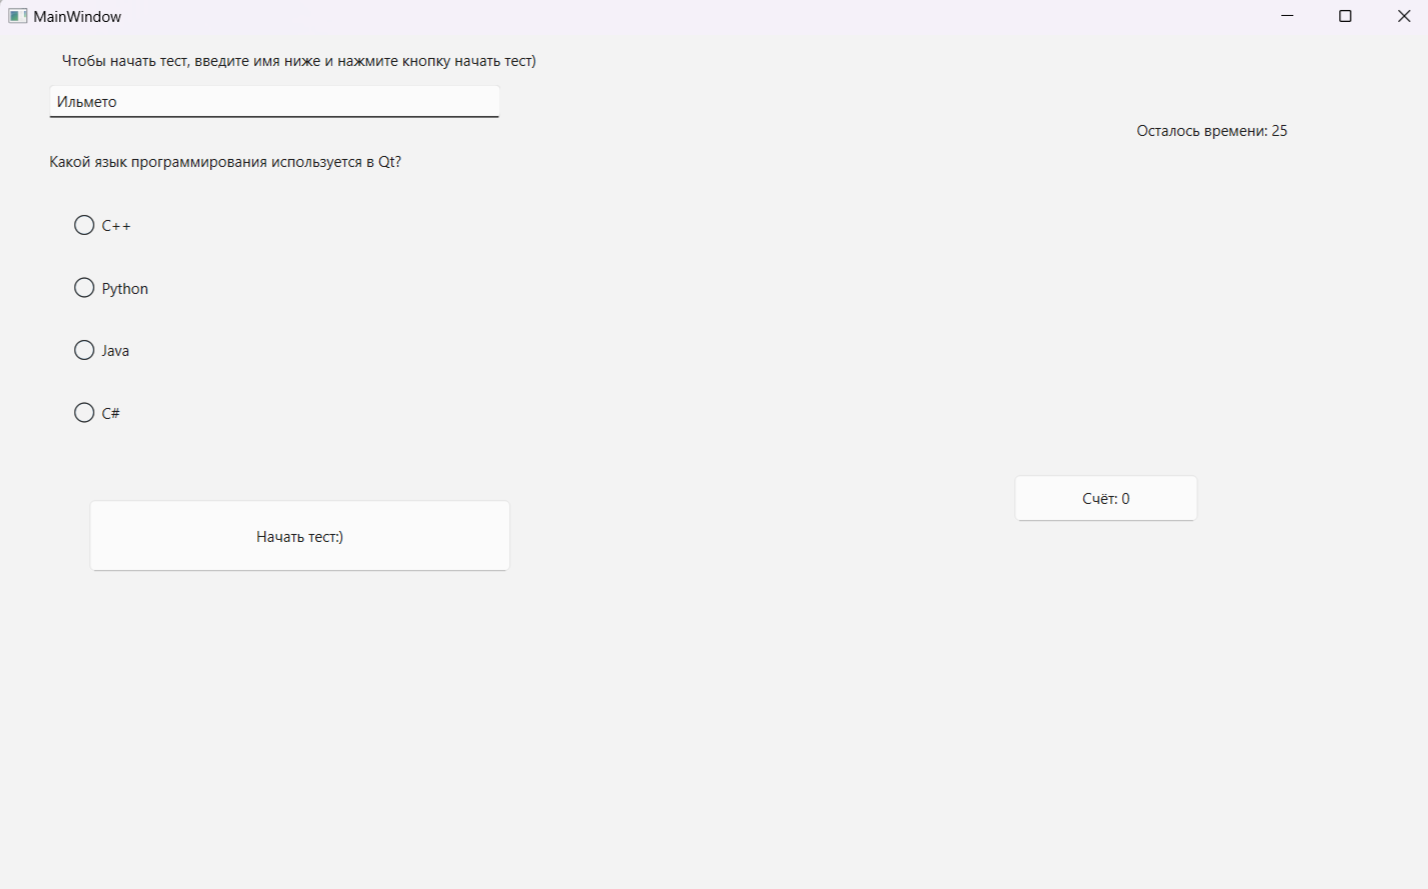 MainWindow
Чтобы начать тест, введите имя ниже и нажмите кнопку начать тест)
Ильмето
Осталось времени: 25
Какой язык программирования используется в Qt?
C++
Python
Java
C#
Счёт: 0
Начать тест:)